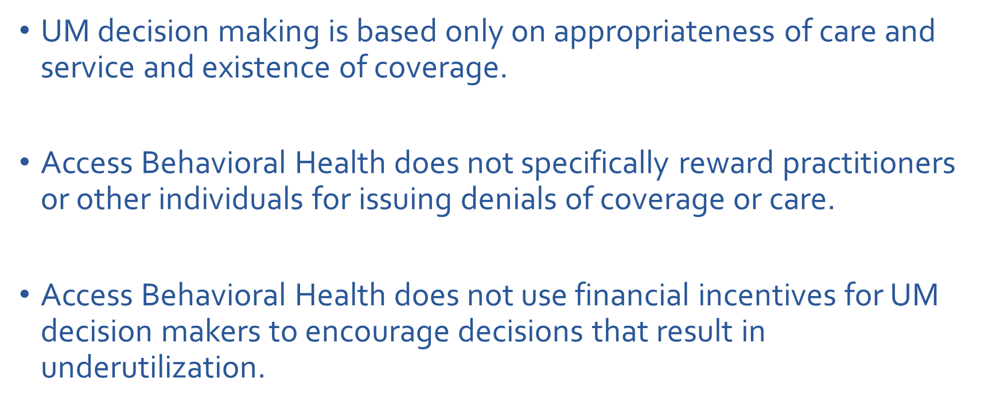 • UM decision making is based only on appropriateness of care and
service and existence of coverage.
• Access Behavioral Health does not specifically reward practitioners
or other individuals for issuing denials of coverage or care.
• Access Behavioral Health does not use financial incentives for UM
decision makers to encourage decisions that result in
underutilization.